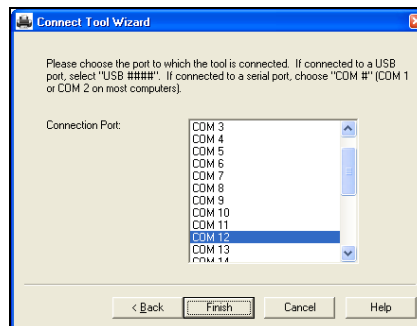 Connect Tool Wizard
Please choose the port to which the tool is connected. If connected to a USB
port, select "USB ####". If connected to a serial port, choose "COM #" (COM 1
or COM 2 on most computers).
Connection Port:
COM 3
COM 4
COM 5
COM 6
COM 7
COM 8
COM 9
COM 10
COM 11
COM 12
COM 13
COM 14
< Back
Finish
Cancel
Help